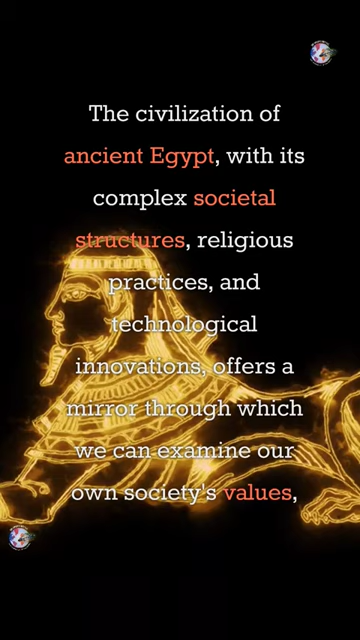 The civilization of
ancient Egypt, with its
complex societal
structures, religious
practices, and
technological
innovations, offers a
mirror through which
we can examine our
own society's values,